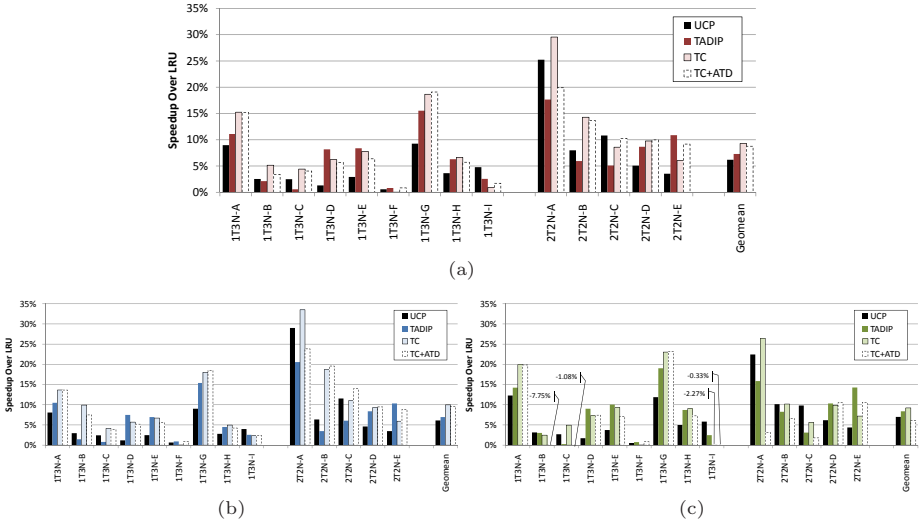 35%
30%
25%
20%
15%
10%
5%
0%
Speedup Over LRU
UCP
TADIP
TC
TC+ATD
1T3N-A
1T3N-B
1T3N-C
1T3N-D
1T3N-E
1T3N-F
1T3N-G
1T3N-H
1T3N-I
2T2N-A
2T2N-B
2T2N-C
2T2N-D
2T2N-E
Geomean
(a)
35%
30%
25%
20%
15%
10%
5%
0%
Speedup Over LRU
UCP
TADIP
TC
TC+ATD
1T3N-A
1T3N-B
1T3N-C
1T3N-D
1T3N-E
1T3N-F
1T3N-G
1T3N-H
1T3N-I
2T2N-A
2T2N-B
2T2N-C
2T2N-D
2T2N-E
Geomean
(b)
35%
30%
25%
20%
15%
10%
5%
0%
Speedup Over LRU
-7.75%
-1.08%
-0.33%
-2.27%
UCP
TADIP
TC
TC+ATD
1T3N-A
1T3N-B
1T3N-C
1T3N-D
1T3N-E
1T3N-F
1T3N-G
1T3N-H
1T3N-I
2T2N-A
2T2N-B
2T2N-C
2T2N-D
2T2N-E
Geomean
(c)